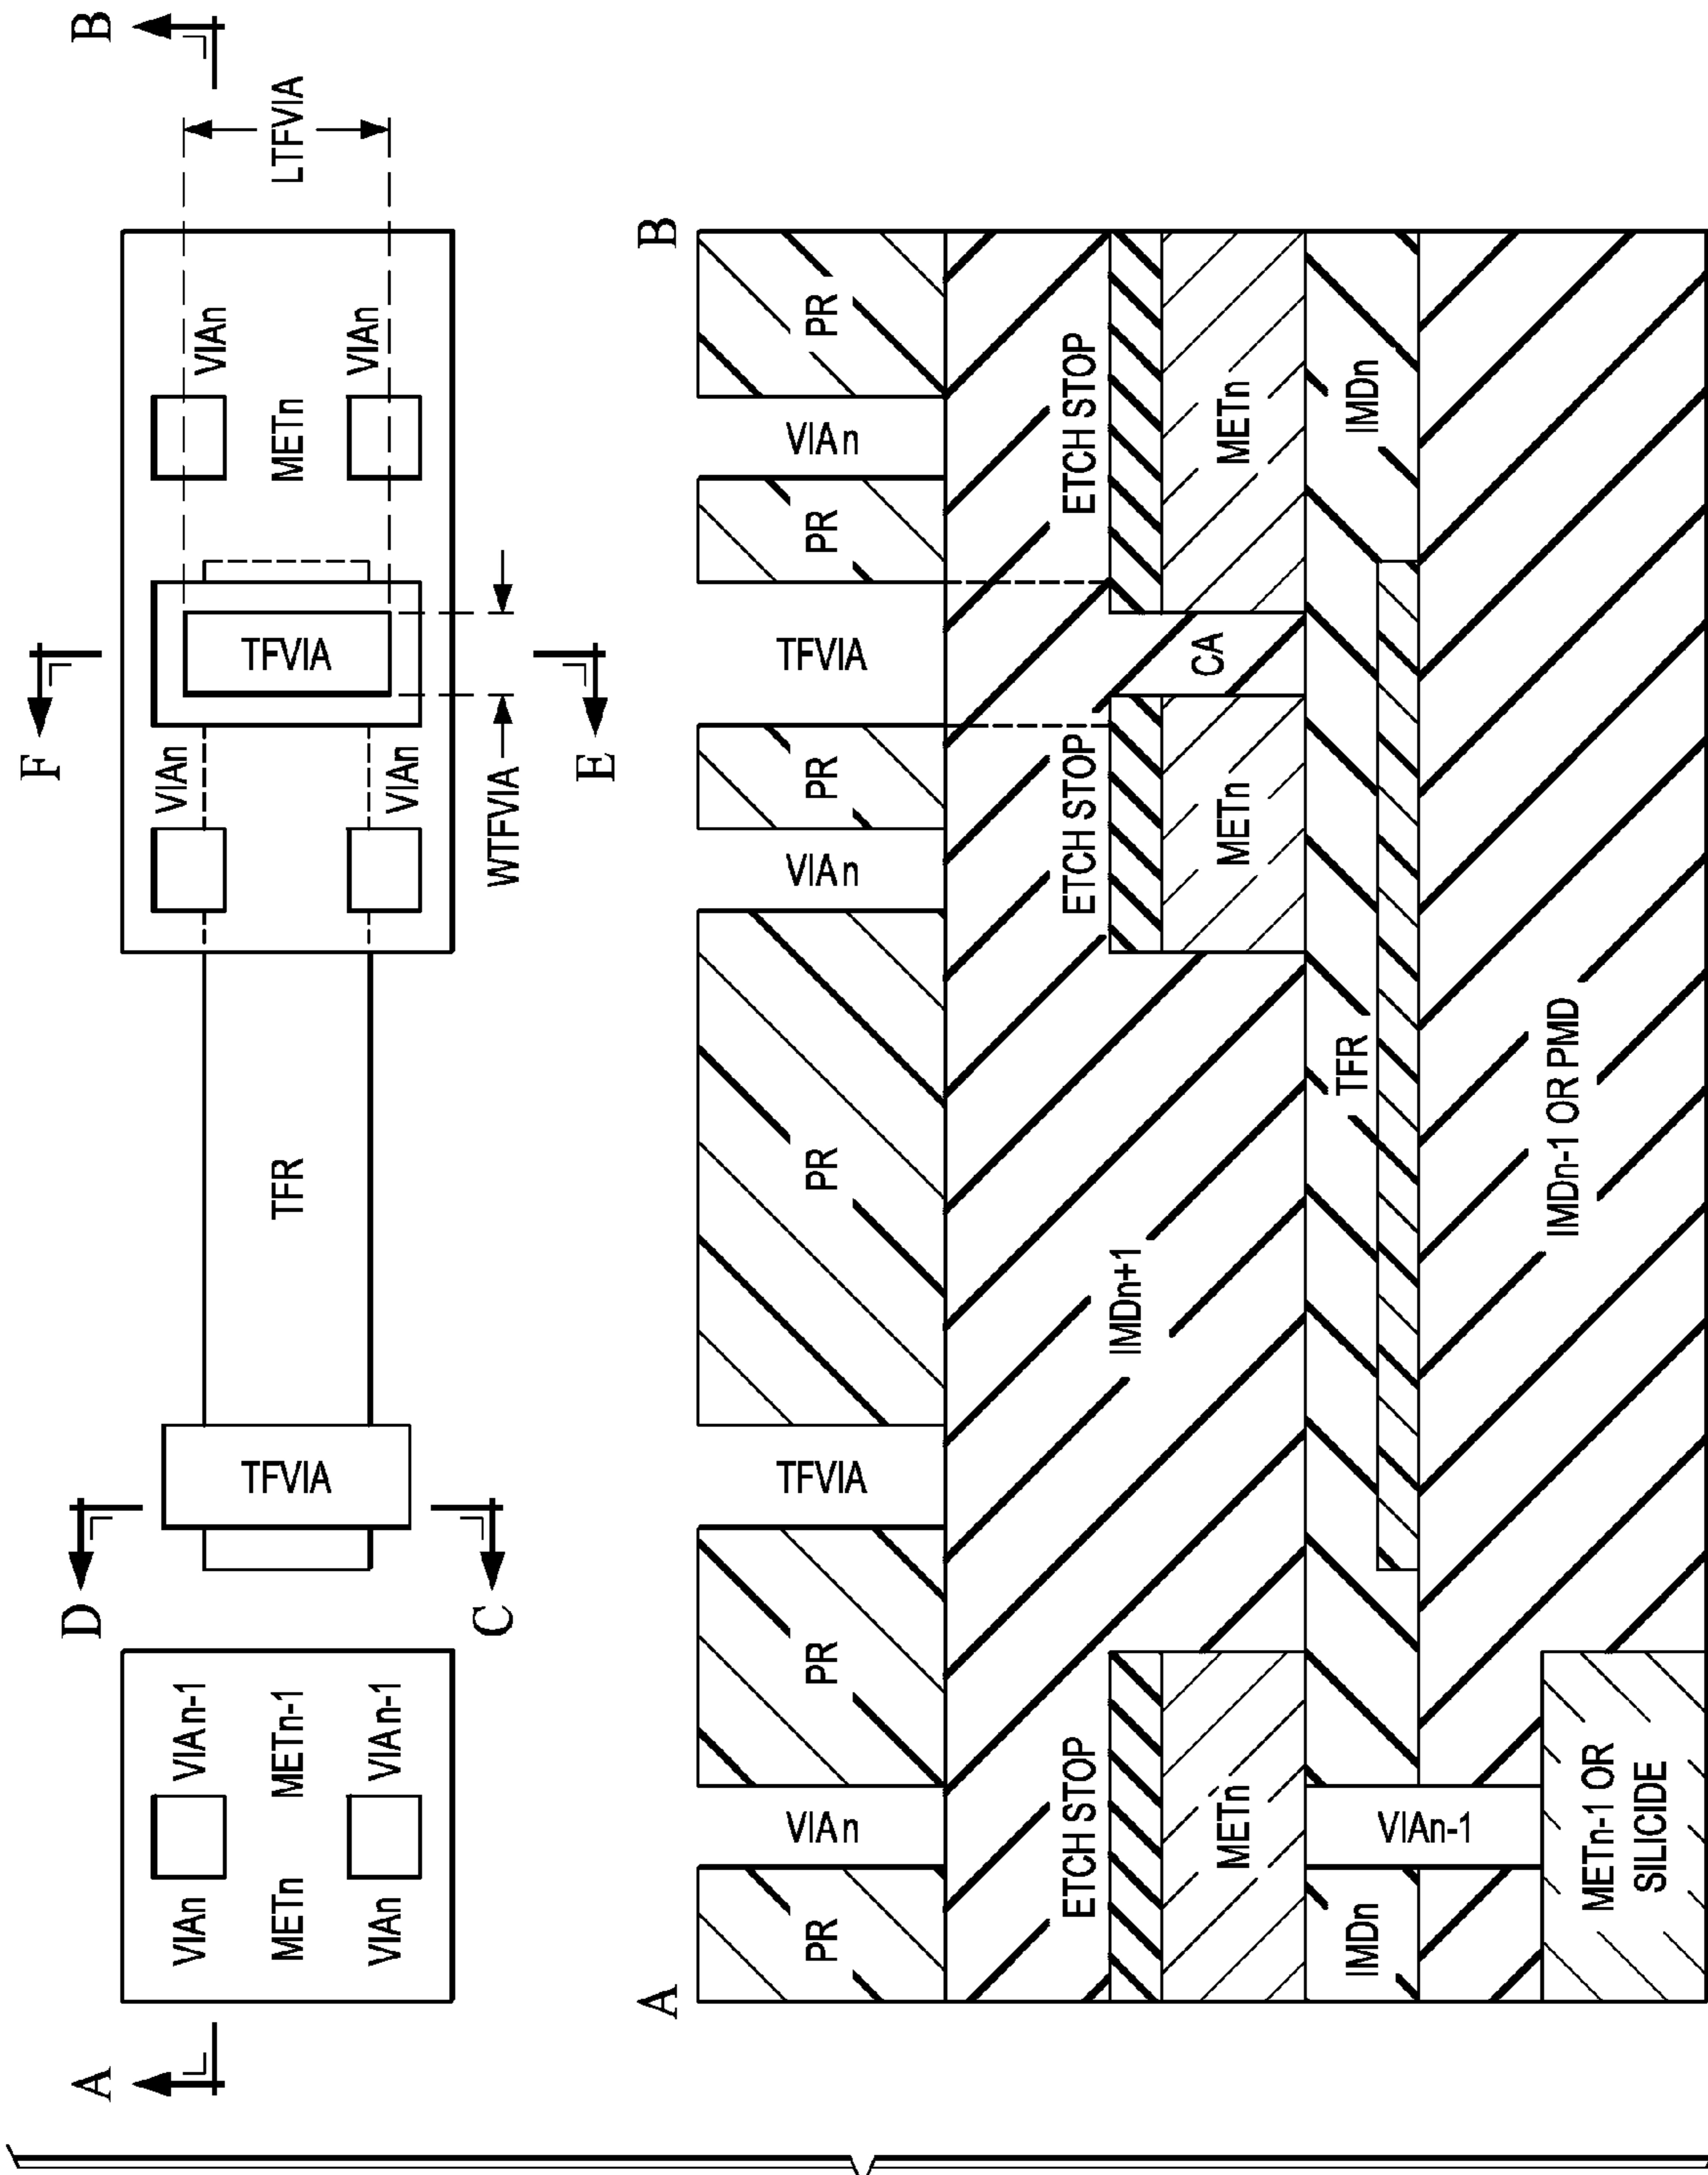 A
B
D
F
C
E
VIAn
VIAn-1
METn
METn-1
VIAn
VIAn-1
TFVIA
TFR
VIAn
VIAn
TFVIA
WTFVIA
VIAn
METn
VIAn
LTFVIA
A
B
PR
VIAn
PR
TFVIA
PR
VIAn
PR
TFVIA
PR
VIAn
PR
ETCH STOP
ETCH STOP
ETCH STOP
IMDn+1
METn
METn
CA
METn
IMDn
VIAn-1
TFR
IMDn
METn-1 OR
SILICIDE
IMDn-1 OR PMD